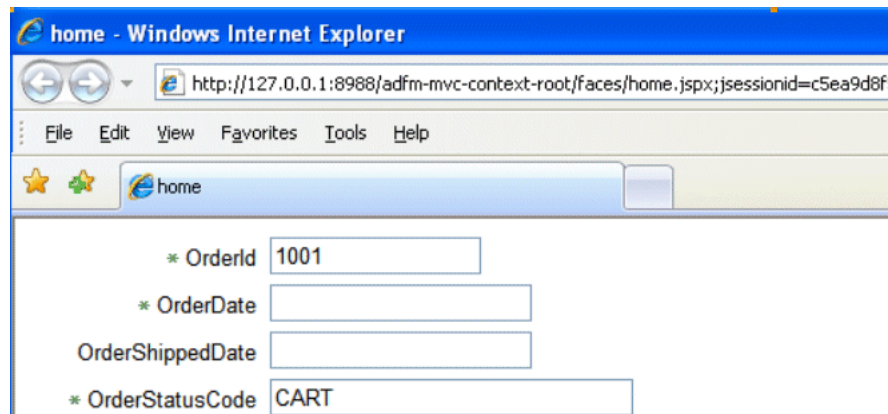 home - Windows Internet Explorer
http://127.0.0.1:8988/adfm-mvc-context-root/faces/home.jspx;jsessionid=c5ea9d8f
File Edit View Favorites Tools Help
home
* OrderId 1001
* OrderDate
OrderShippedDate
* OrderStatusCode CART